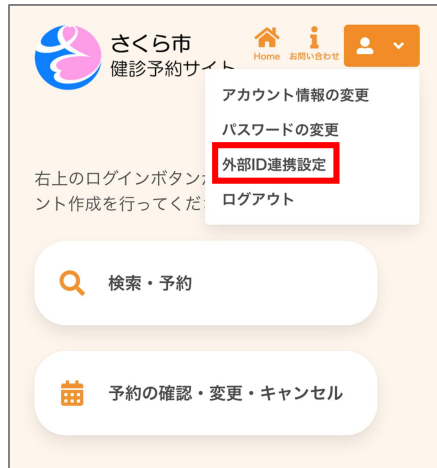 さくら市
健診予約サイト
Home
お問い合わせ
アカウント情報の変更
パスワードの変更
外部ID連携設定
ログアウト
右上のログインボタン
ント作成を行ってくだ
検索・予約
予約の確認・変更・キャンセル